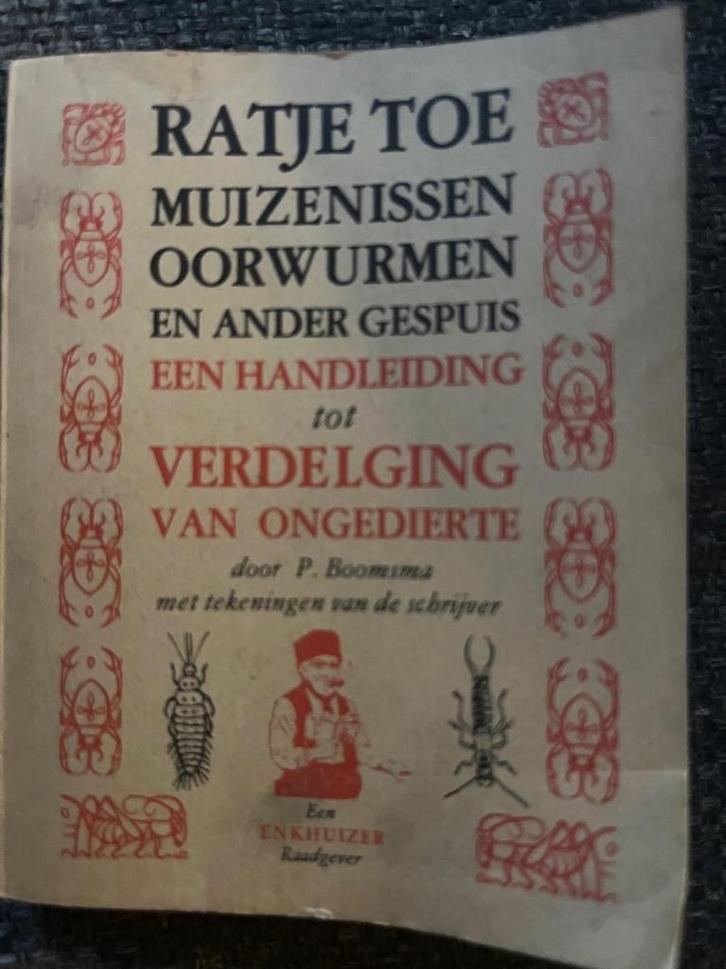 RATJE TOE
MUIZENISSEN
OORWURMEN
EN ANDER GESPUIS
EEN HANDLEIDING
tot
VERDELGING
VAN ONGEDIERTE
door P. Boomsma
met tekeningen van de schrijver
Een
ENKHUIZER
Raadgever